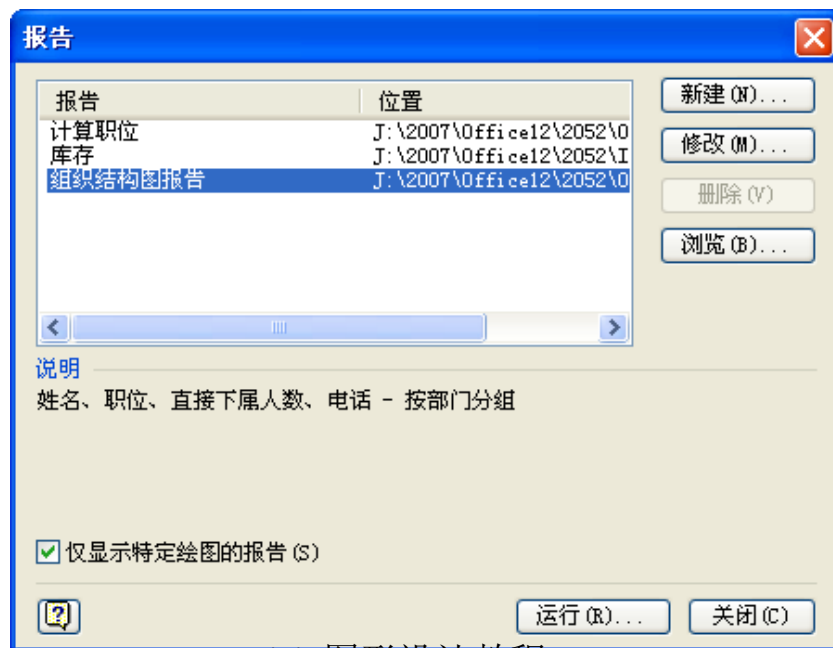 报告
报告 位置
计算职位 J:\2007\Office12\2052\O
库存 J:\2007\Office12\2052\I
组织结构图报告 J:\2007\Office12\2052\O
新建(N)...
修改(M)...
删除(V)
浏览(B)...
说明
姓名、职位、直接下属人数、电话 - 按部门分组
仅显示特定绘图的报告(S)
运行(R)... 关闭(C)